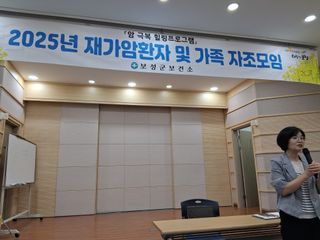 「암 극복 힐링프로그램」
2025년 재가암환자 및 가족 자조모임
보성군보건소